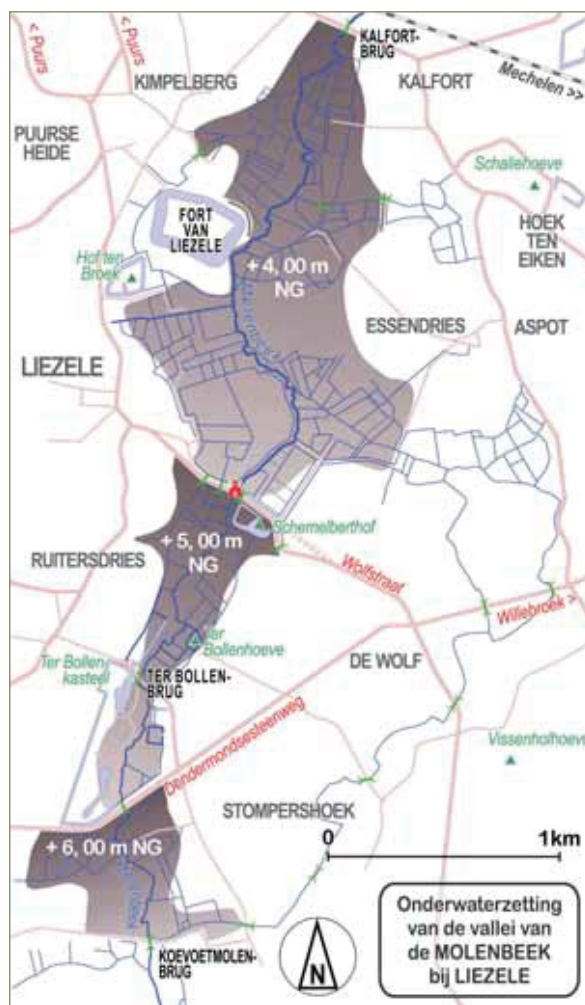 < Puurs
< Puurs
KALFORT-
BRUG
KIMPELBERG
KALFORT
Mechelen >>
PUURSE
HEIDE
Schallehoeve
FORT
VAN
LIEZELE
HOEK
TEN
EIKEN
Hof ten
Broek
+ 4, 00 m
NG
ESSENDRIES
ASPOT
LIEZELE
Schemelberthof
+ 5, 00 m
NG
RUITERSDRIES
Wolfstraat
Willebroek >
Ter
Bollenhoeve
Ter Bollen-
kasteel
TER BOLLEN-
BRUG
DE WOLF
Dendermondsesteenweg
Vissenholhoeve
STOMPERSHOEK
0 1km
+ 6, 00 m NG
Onderwaterzetting
van de vallei van
de MOLENBEEK
bij LIEZELE
N
KOEVOETMOLEN-
BRUG